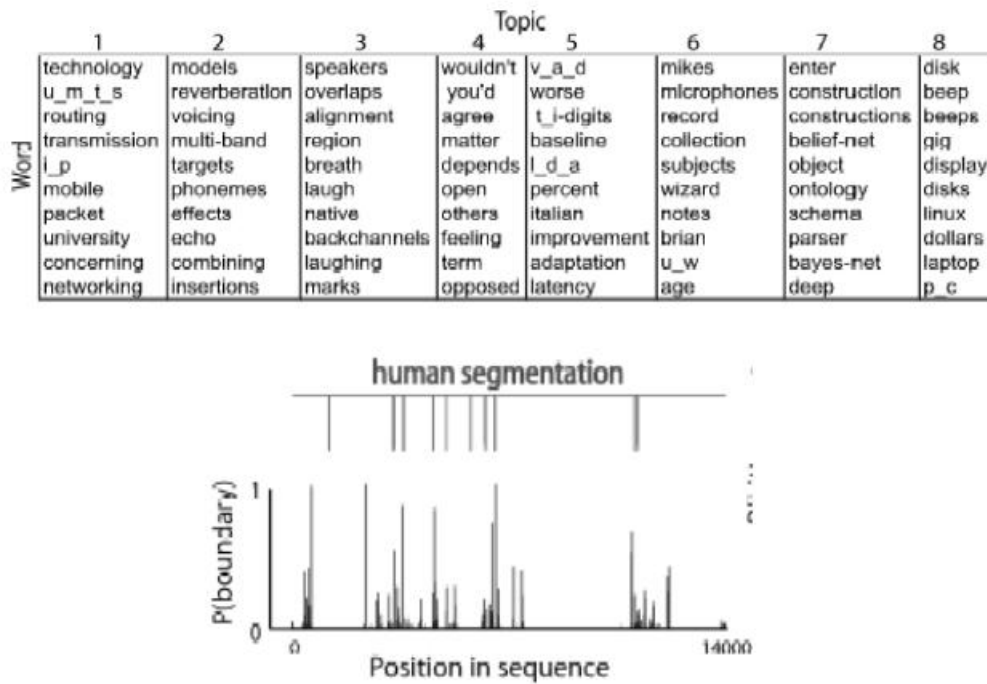 Topic
1 2 3 4 5 6 7 8
Word
technology models speakers wouldn't v_a_d mikes enter disk
u_m_t_s reverberation overlaps you'd worse microphones construction beep
routing voicing alignment agree t_i-digits record constructions beeps
transmission multi-band region matter baseline collection belief-net gig
i_p targets breath depends l_d_a subjects object display
mobile phonemes laugh open percent wizard ontology disks
packet effects native others italian notes schema linux
university echo backchannels feeling improvement brian parser dollars
concerning combining laughing term adaptation u_w bayes-net laptop
networking insertions marks opposed latency age deep p_c
human segmentation
P(boundary)
1
0
0 14000
Position in sequence